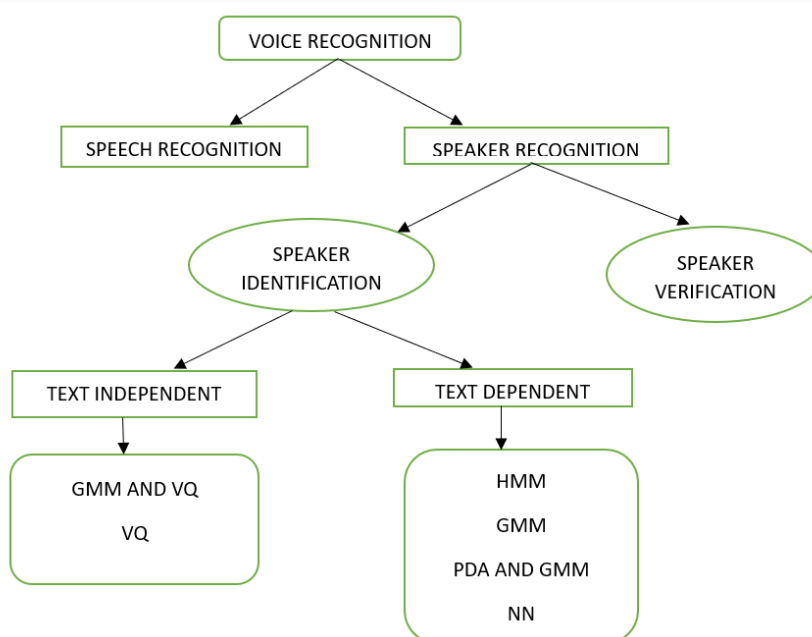 VOICE RECOGNITION
SPEECH RECOGNITION
SPEAKER RECOGNITION
SPEAKER
IDENTIFICATION
SPEAKER
VERIFICATION
TEXT INDEPENDENT
TEXT DEPENDENT
GMM AND VQ
VQ
HMM
GMM
PDA AND GMM
NN